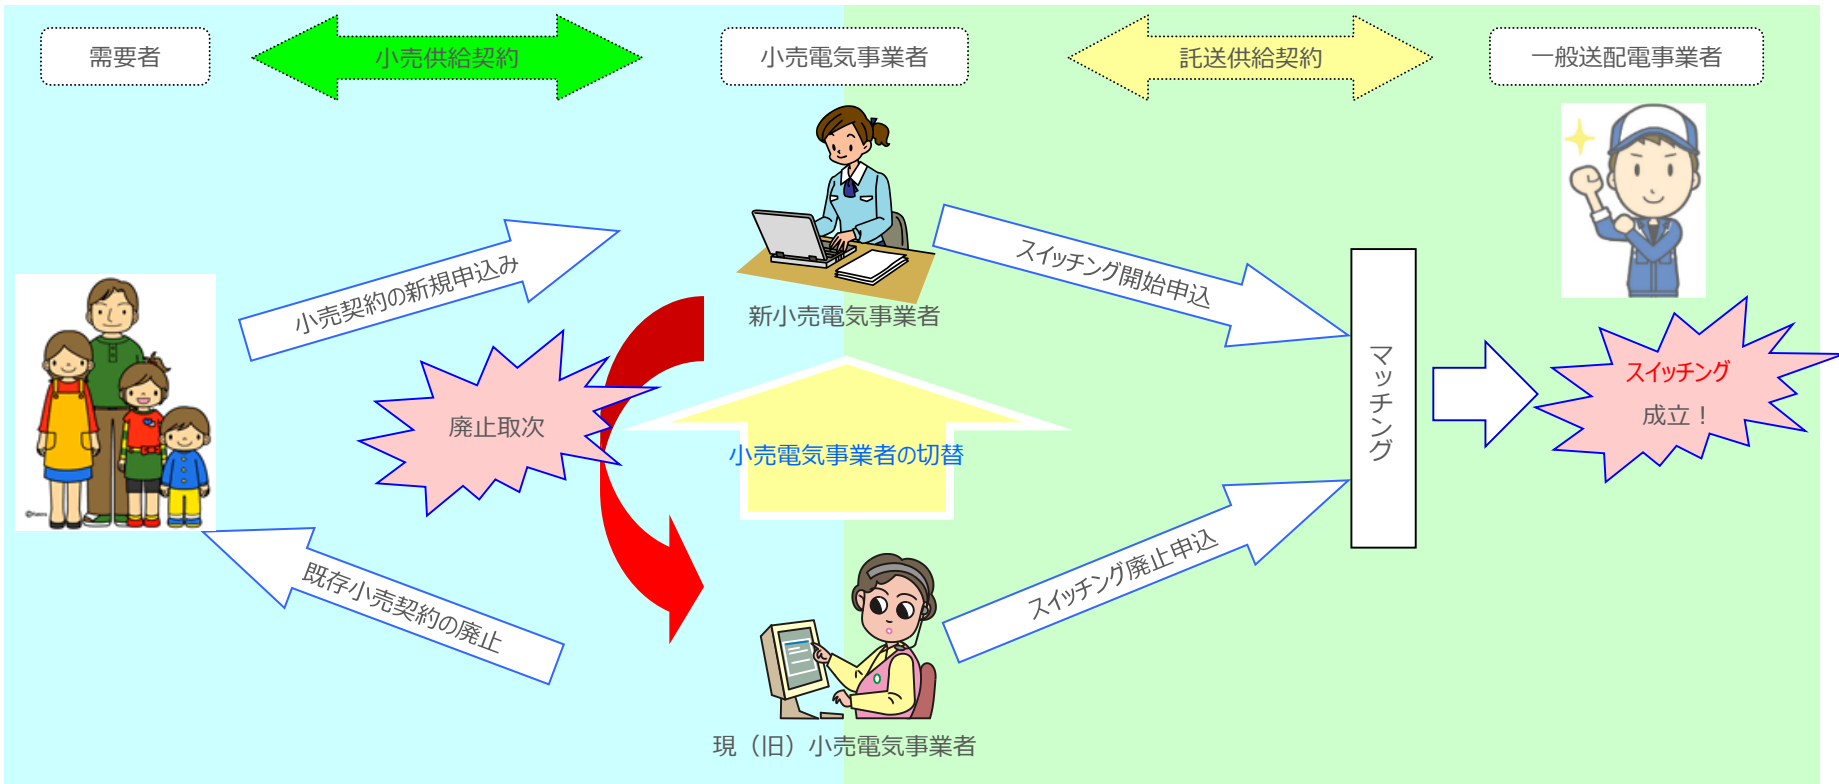 需要者
小売供給契約
小売電気事業者
託送供給契約
一般送配電事業者
小売契約の新規申込み
スイッチング開始申込
新小売電気事業者
マッチング
スイッチング
成立！
廃止取次
小売電気事業者の切替
既存小売契約の廃止
スイッチング廃止申込
現（旧）小売電気事業者